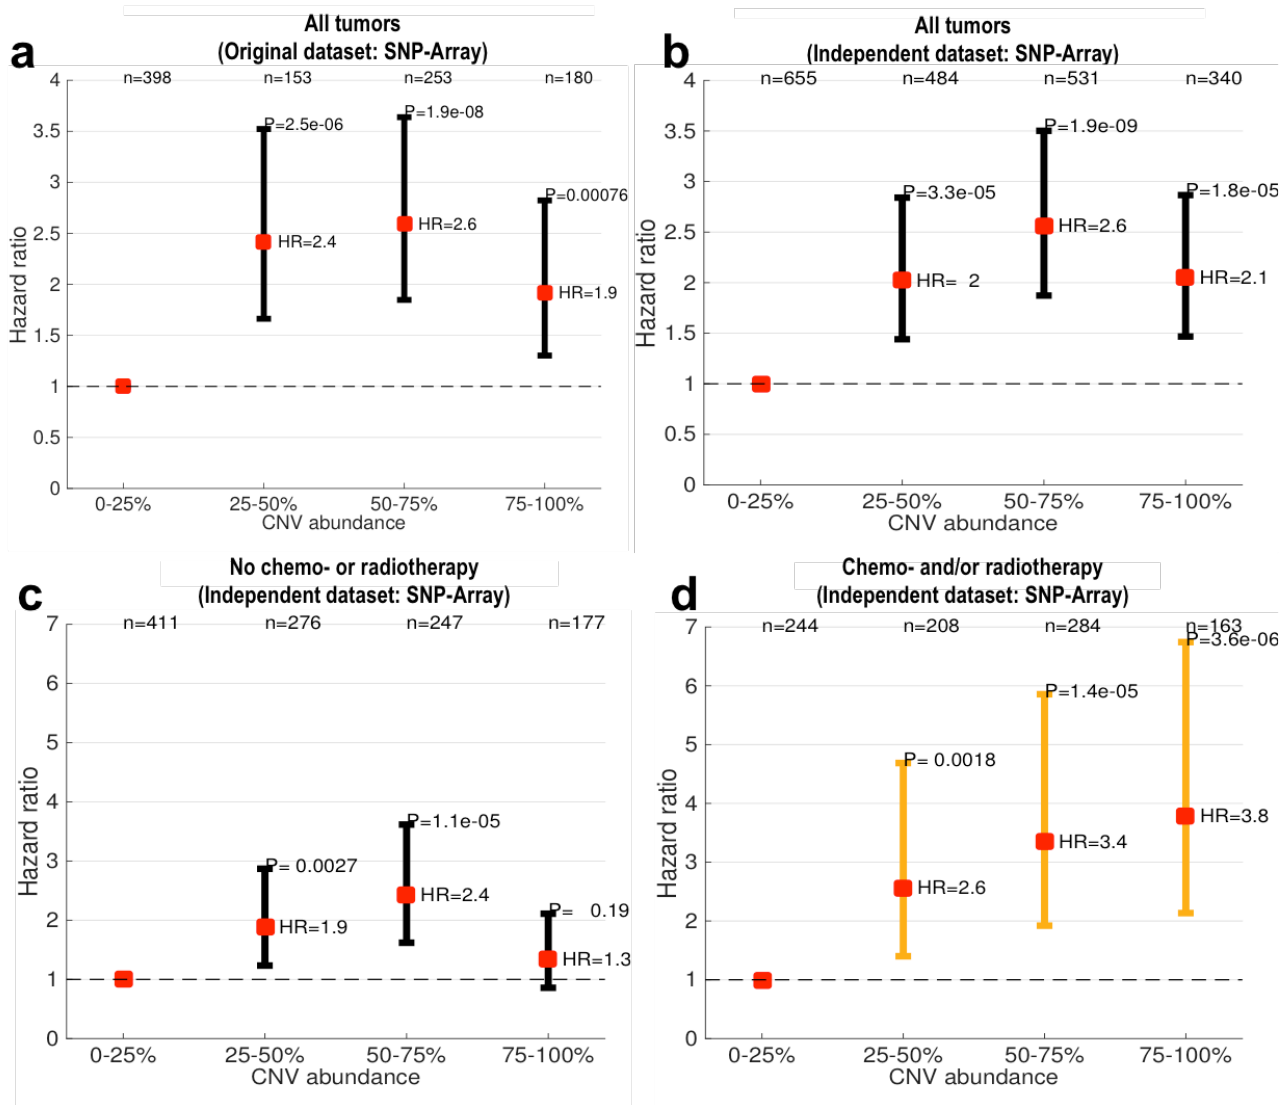 a
All tumors
(Original dataset: SNP-Array)
n=398 n=153 n=253 n=180
P=2.5e-06 P=1.9e-08 P=0.00076
HR=2.4 HR=2.6 HR=1.9
Hazard ratio
4
3.5
3
2.5
2
1.5
1
0.5
0
0-25% 25-50% 50-75% 75-100%
CNV abundance
b
All tumors
(Independent dataset: SNP-Array)
n=655 n=484 n=531 n=340
P=3.3e-05 P=1.9e-09 P=1.8e-05
HR= 2 HR=2.6 HR=2.1
Hazard ratio
4
3.5
3
2.5
2
1.5
1
0.5
0
0-25% 25-50% 50-75% 75-100%
CNV abundance
c
No chemo- or radiotherapy
(Independent dataset: SNP-Array)
n=411 n=276 n=247 n=177
P= 0.0027 P=1.1e-05 P= 0.19
HR=1.9 HR=2.4 HR=1.3
Hazard ratio
7
6
5
4
3
2
1
0
0-25% 25-50% 50-75% 75-100%
CNV abundance
d
Chemo- and/or radiotherapy
(Independent dataset: SNP-Array)
n=244 n=208 n=284 n=163
P= 0.0018 P=1.4e-05 P=3.6e-06
HR=2.6 HR=3.4 HR=3.8
Hazard ratio
7
6
5
4
3
2
1
0
0-25% 25-50% 50-75% 75-100%
CNV abundance